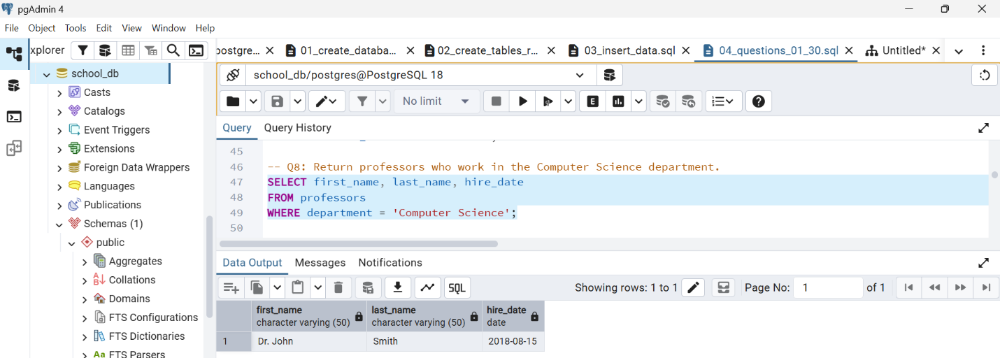 pgAdmin 4
File Object Tools Edit View Window Help
xplorer
postgre... 01_create_databa... 02_create_tables_r... 03_insert_data.sql 04_questions_01_30.sql Untitled*
school_db
Casts
Catalogs
Event Triggers
Extensions
Foreign Data Wrappers
Languages
Publications
Schemas (1)
public
Aggregates
Collations
Domains
FTS Configurations
FTS Dictionaries
Aa FTS Parsers
school_db/postgres@PostgreSQL 18
No limit
E
Query Query History
45
46 -- Q8: Return professors who work in the Computer Science department.
47 SELECT first_name, last_name, hire_date
48 FROM professors
49 WHERE department = 'Computer Science';
50
Data Output Messages Notifications
SQL Showing rows: 1 to 1 Page No: 1 of 1
first_name last_name hire_date
character varying (50) character varying (50) date
1 Dr. John Smith 2018-08-15